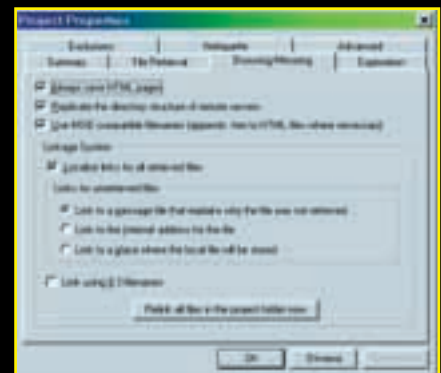 Project Properties
Exclusions Netiquette Advanced
Summary File Retrieval Browsing/Mirroring Exploration
Always save HTML pages
Replicate the directory structure of remote servers
Use MIME compatible filenames (appends .htm to HTML files where necessary)
Linkage System
Localize links for all retrieved files
Links for unretrieved files
Link to a message file that explains why the file was not retrieved
Link to the Internet address for the file
Link to a place where the local file will be stored
Link using 8.3 filenames
Relink all files in the project folder now
OK